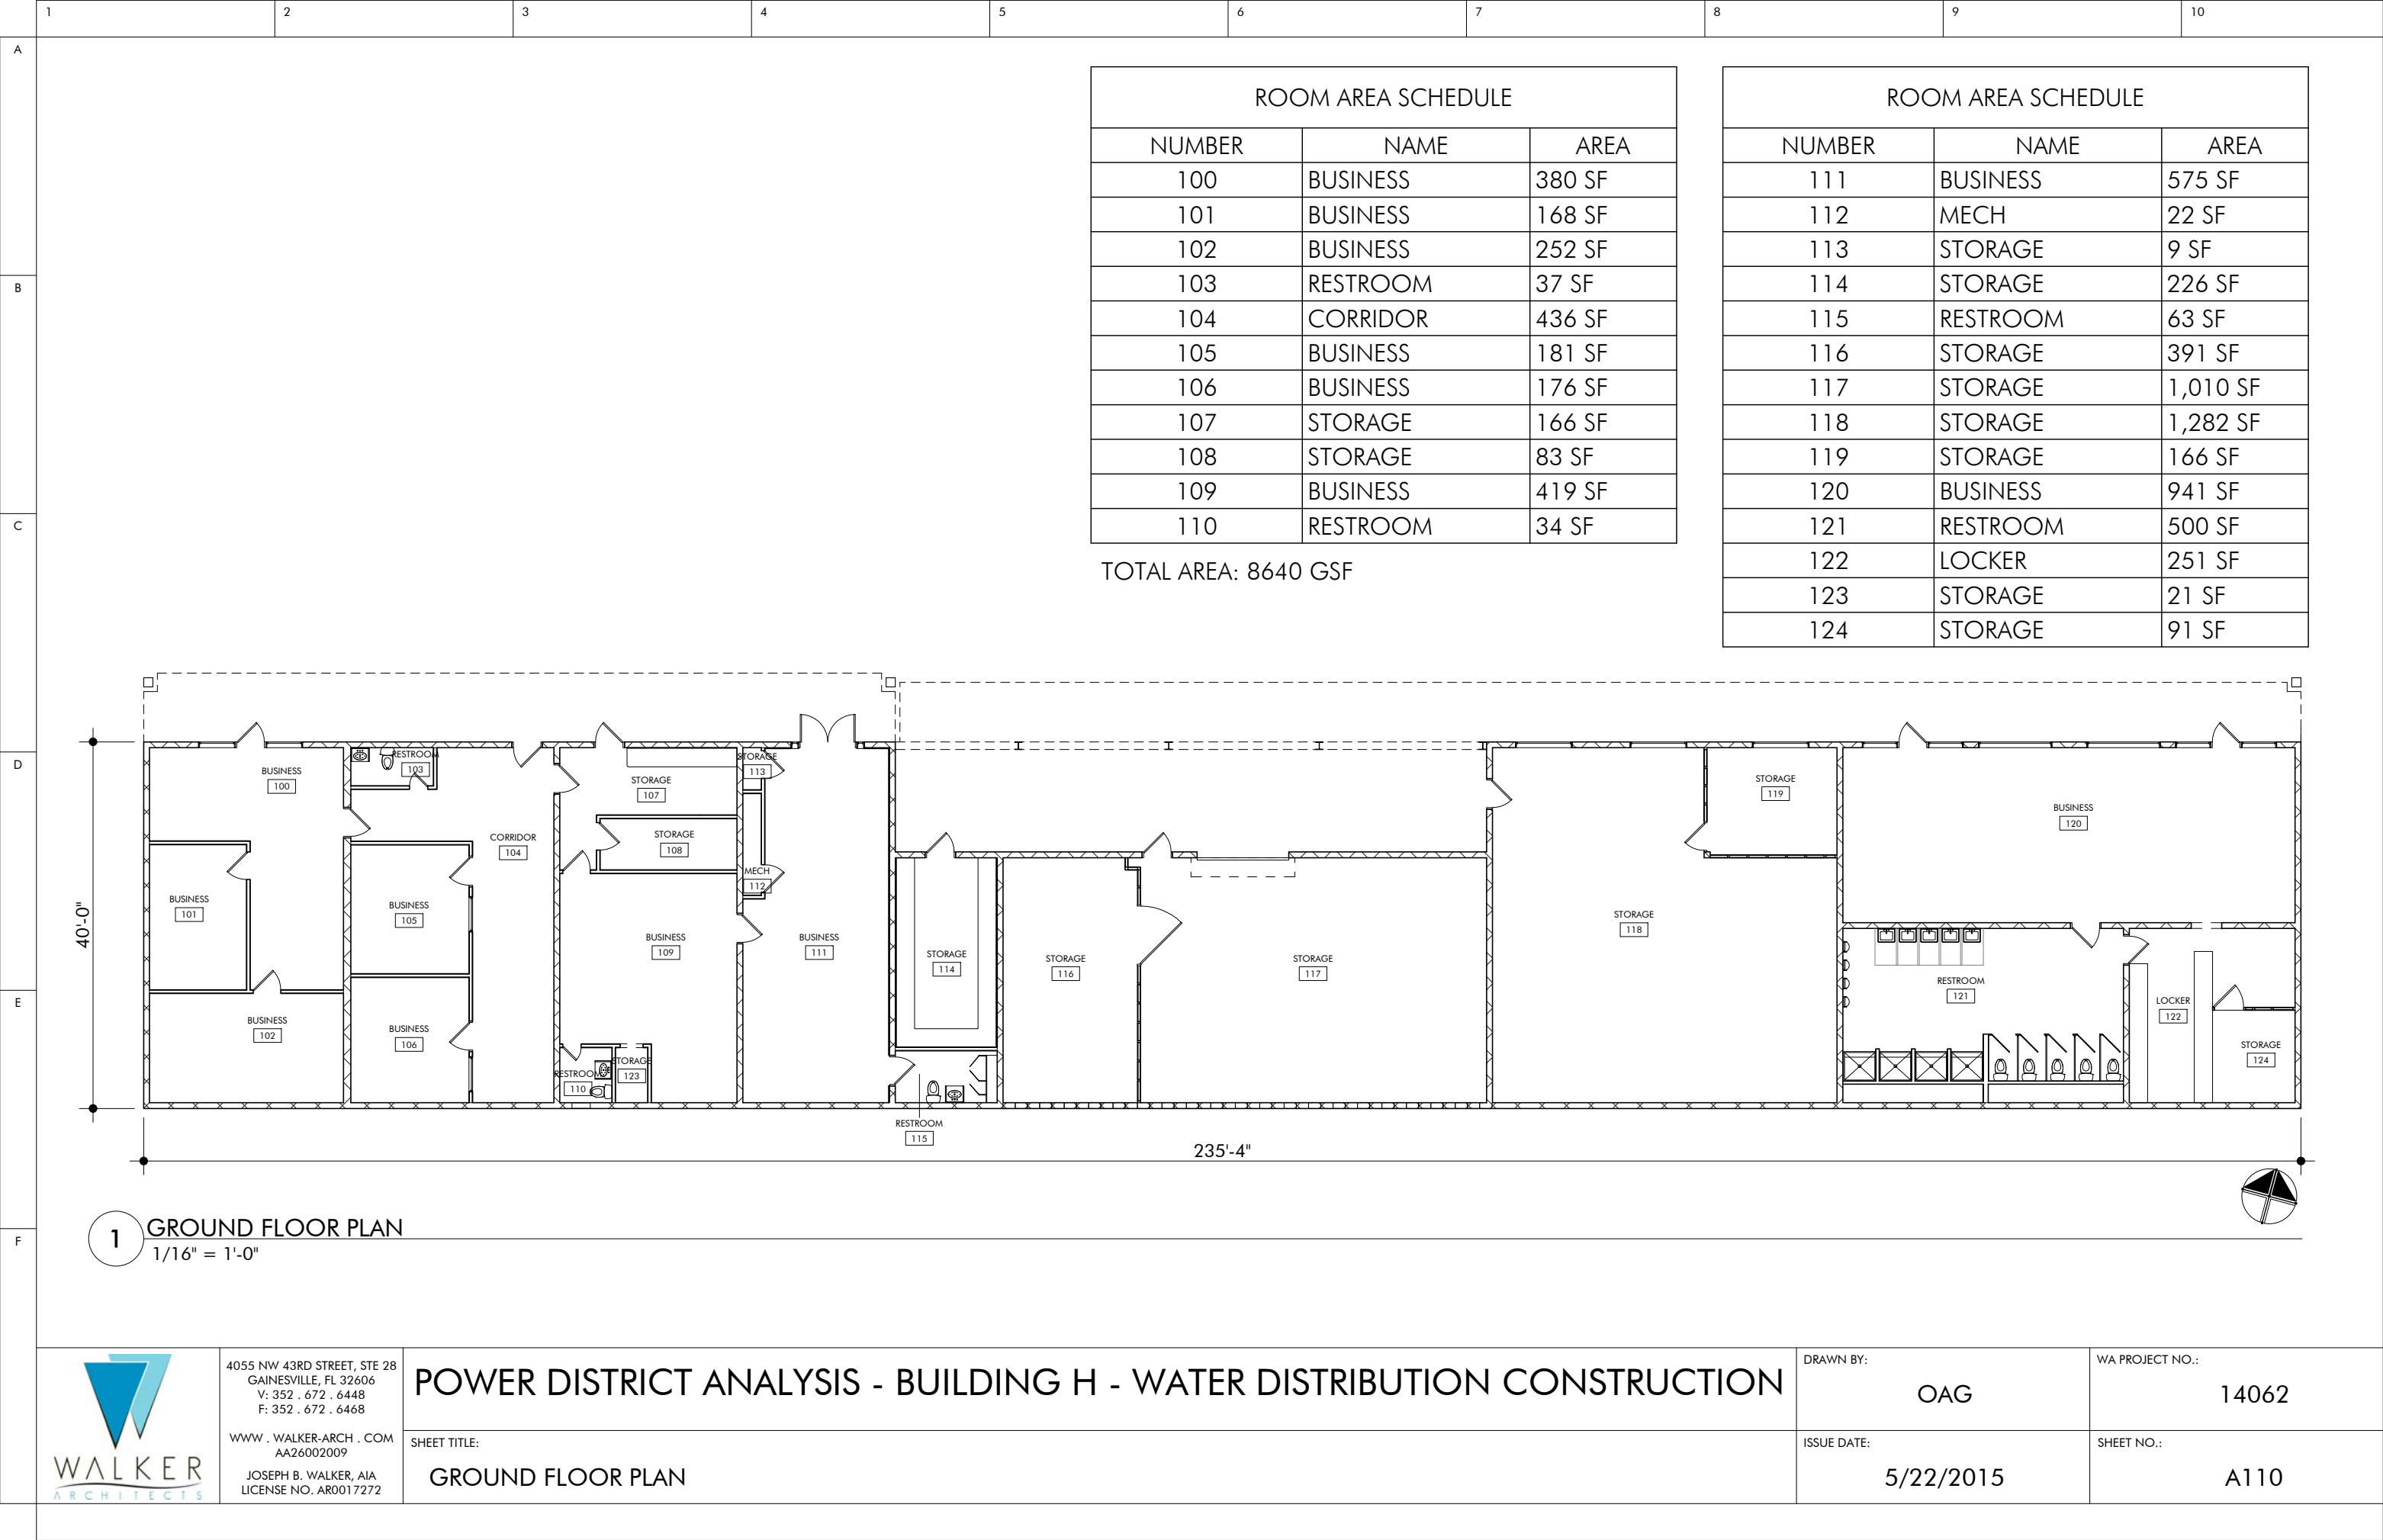 1 2 3 4 5 6 7 8 9 10
A
B
C
D
E
F
ROOM AREA SCHEDULE
NUMBER NAME AREA
100 BUSINESS 380 SF
101 BUSINESS 168 SF
102 BUSINESS 252 SF
103 RESTROOM 37 SF
104 CORRIDOR 436 SF
105 BUSINESS 181 SF
106 BUSINESS 176 SF
107 STORAGE 166 SF
108 STORAGE 83 SF
109 BUSINESS 419 SF
110 RESTROOM 34 SF
TOTAL AREA: 8640 GSF
ROOM AREA SCHEDULE
NUMBER NAME AREA
111 BUSINESS 575 SF
112 MECH 22 SF
113 STORAGE 9 SF
114 STORAGE 226 SF
115 RESTROOM 63 SF
116 STORAGE 391 SF
117 STORAGE 1,010 SF
118 STORAGE 1,282 SF
119 STORAGE 166 SF
120 BUSINESS 941 SF
121 RESTROOM 500 SF
122 LOCKER 251 SF
123 STORAGE 21 SF
124 STORAGE 91 SF
BUSINESS
100
RESTROOM
103
STORAGE
107
STORAGE
113
STORAGE
119
BUSINESS
120
CORRIDOR
104
STORAGE
108
MECH
112
BUSINESS
101
BUSINESS
105
BUSINESS
109
BUSINESS
111
STORAGE
114
STORAGE
116
STORAGE
117
STORAGE
118
RESTROOM
121
LOCKER
122
BUSINESS
102
BUSINESS
106
RESTROOM
110
STORAGE
123
STORAGE
124
RESTROOM
115
40'-0"
235'-4"
1
GROUND FLOOR PLAN
1/16" = 1'-0"
WALKER
ARCHITECTS
4055 NW 43RD STREET, STE 28
GAINESVILLE, FL 32606
V: 352 . 672 . 6448
F: 352 . 672 . 6468
WWW . WALKER-ARCH . COM
AA26002009
JOSEPH B. WALKER, AIA
LICENSE NO. AR0017272
POWER DISTRICT ANALYSIS - BUILDING H - WATER DISTRIBUTION CONSTRUCTION
SHEET TITLE:
GROUND FLOOR PLAN
DRAWN BY:
OAG
WA PROJECT NO.:
14062
ISSUE DATE:
5/22/2015
SHEET NO.:
A110